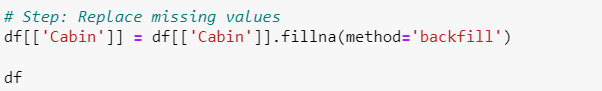 # Step: Replace missing values
df[['Cabin']] = df[['Cabin']].fillna(method='backfill')
df